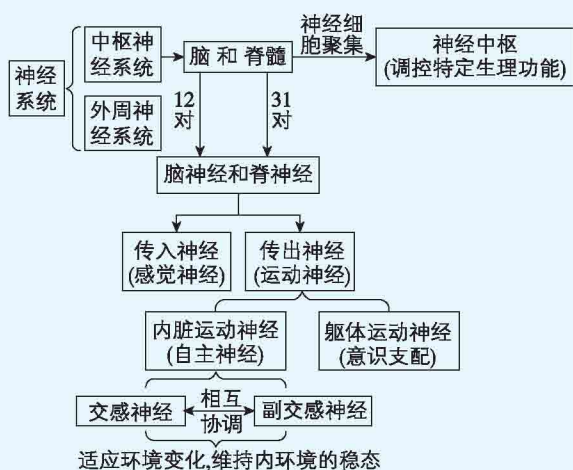 神经系统
中枢神经系统
外周神经系统
脑和脊髓
神经细胞聚集
神经中枢
(调控特定生理功能)
12对
31对
脑神经和脊神经
传入神经
(感觉神经)
传出神经
(运动神经)
内脏运动神经
(自主神经)
躯体运动神经
(意识支配)
交感神经
相互协调
副交感神经
适应环境变化,维持内环境的稳态